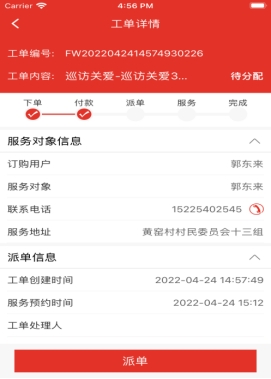 Carrier 4:56 PM
工单详情
工单编号: FW2022042414574930226
工单内容: 巡访关爱-巡访关爱3... 待分配
下单 付款 派单 服务 完成
服务对象信息
订购用户 郭东来
服务对象 郭东来
联系电话 15225402545
服务地址 黄窑村村民委员会十三组
派单信息
工单创建时间 2022-04-24 14:57:49
服务预约时间 2022-04-24 15:12
工单处理人
派单